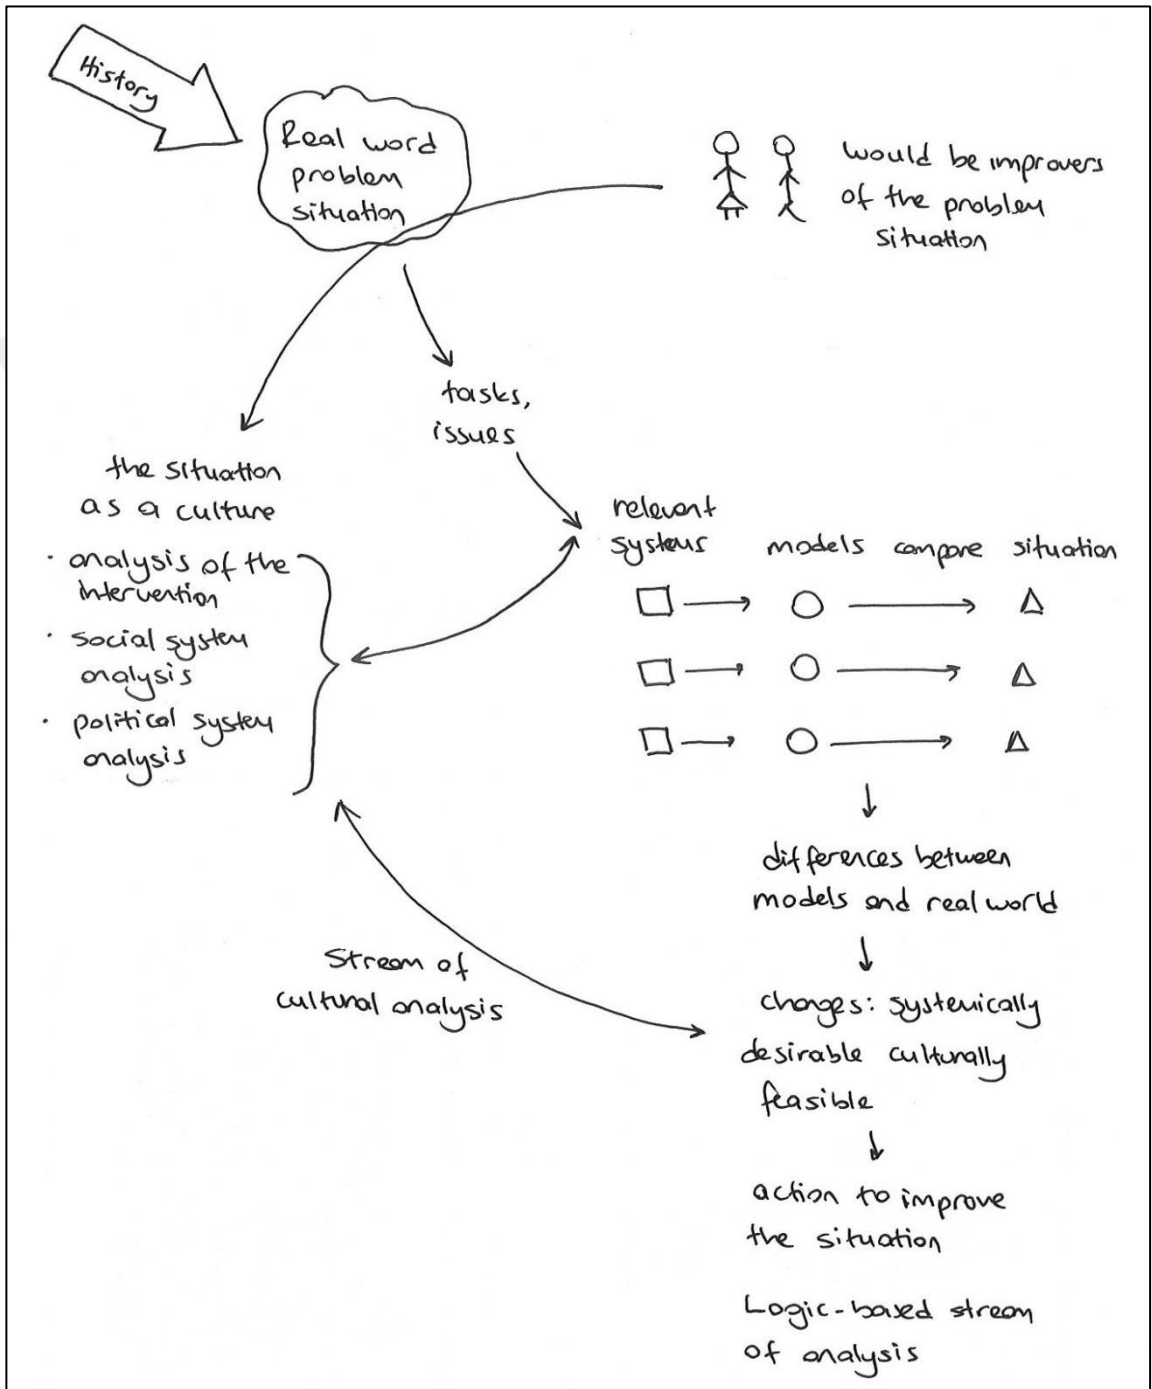 History
Real word
problem
situation
would be improvers
of the problem
situation
tasks,
issues
the situation
as a culture
· analysis of the
intervention
· social system
analysis
· political system
analysis
relevant
systems
models compare situation
differences between
models and real world
Stream of
cultural analysis
changes: systemically
desirable culturally
feasible
action to improve
the situation
Logic-based stream
of analysis